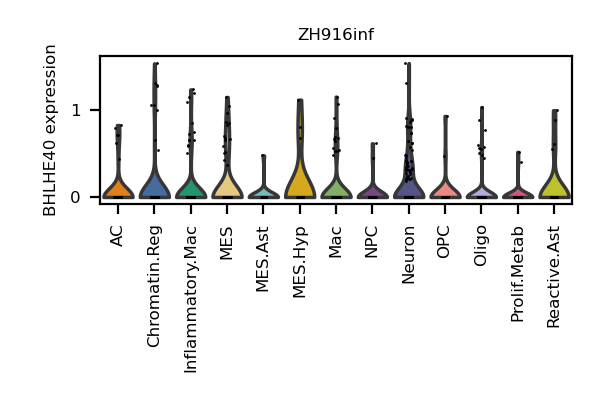 ZH916inf
BHLHE40 expression
1
0
AC
Chromatin.Reg
Inflammatory.Mac
MES
MES.Ast
MES.Hyp
Mac
NPC
Neuron
OPC
Oligo
Prolif.Metab
Reactive.Ast